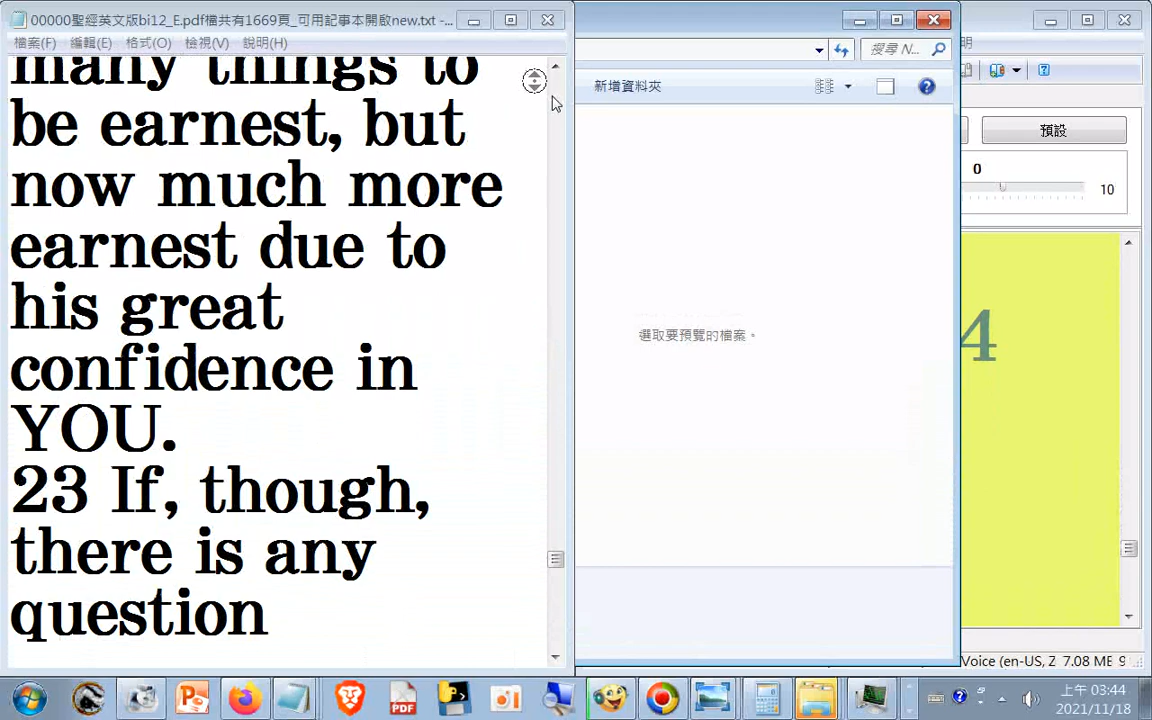 00000聖經英文版bi12_E.pdf檔共有1669頁_可用記事本開啟new.txt -...
檔案(F) 編輯(E) 格式(O) 檢視(V) 說明(H)
many things to
be earnest, but
now much more
earnest due to
his great
confidence in
YOU.
23 If, though,
there is any
question
搜尋 N...
新增資料夾
選取要預覽的檔案。
明
預設
0
10
4
Voice (en-US, Z 7.08 MB 9
PDF
上午 03:44
2021/11/18